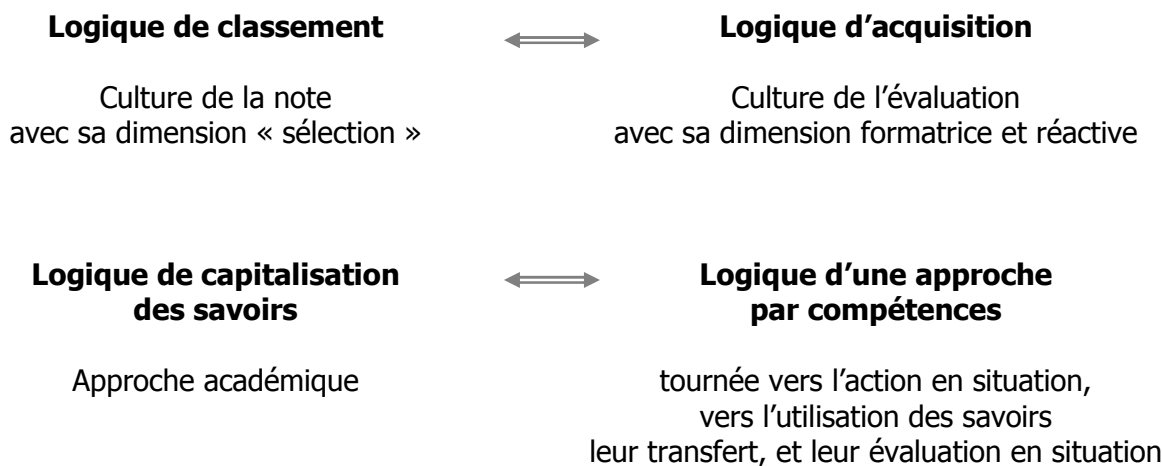 Logique de classement
Culture de la note
avec sa dimension « sélection »
Logique d’acquisition
Culture de l’évaluation
avec sa dimension formatrice et réactive
Logique de capitalisation
des savoirs
Approche académique
Logique d’une approche
par compétences
tournée vers l’action en situation,
vers l’utilisation des savoirs
leur transfert, et leur évaluation en situation